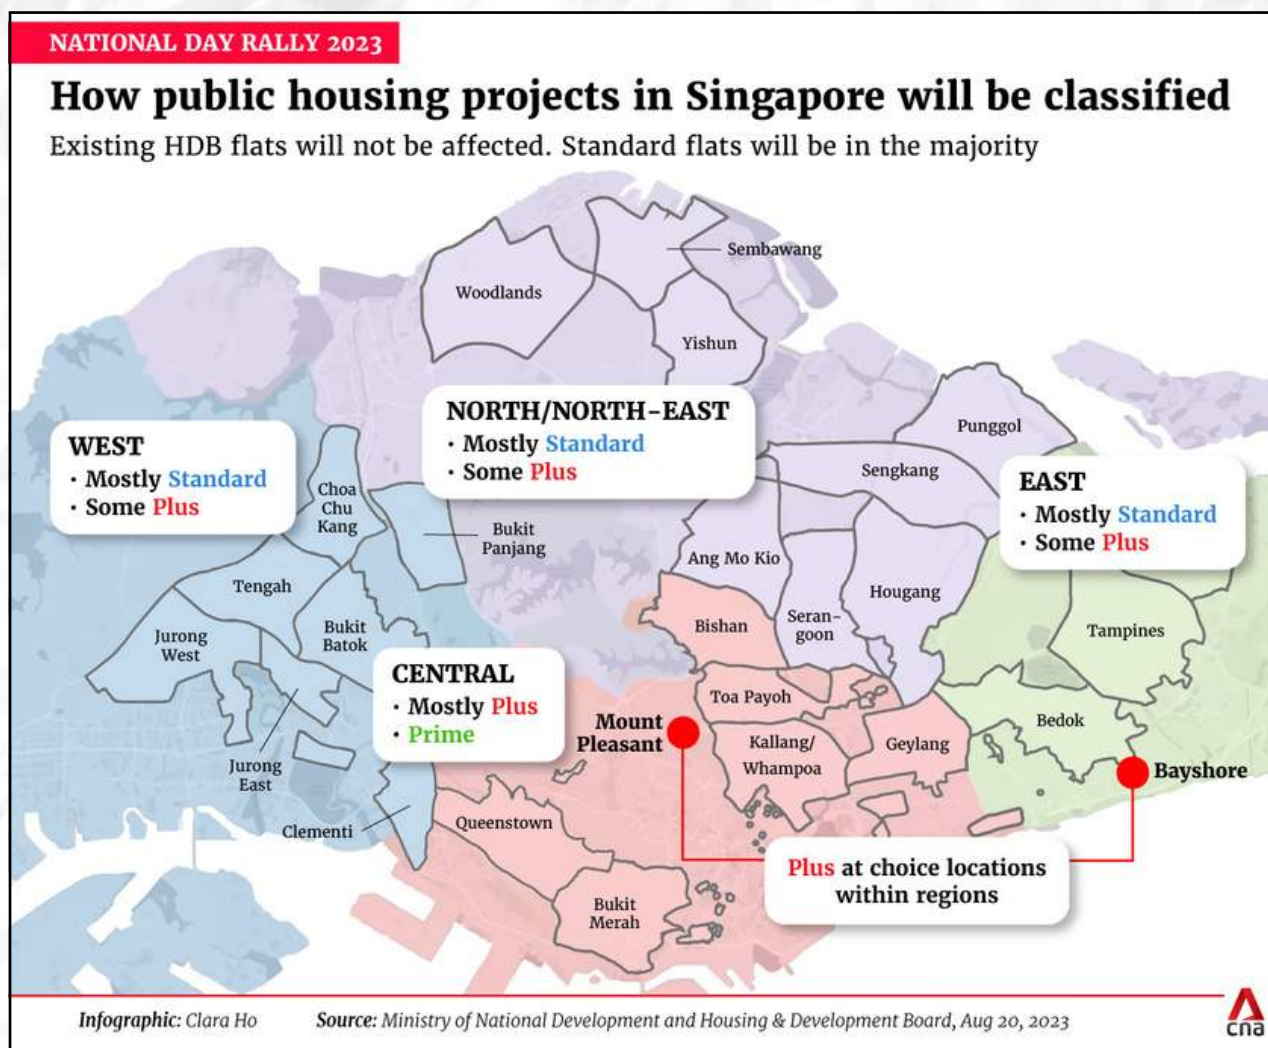 NATIONAL DAY RALLY 2023
How public housing projects in Singapore will be classified
Existing HDB flats will not be affected. Standard flats will be in the majority
Sembawang
Woodlands
Yishun
NORTH/NORTH-EAST
· Mostly Standard
· Some Plus
WEST
· Mostly Standard
· Some Plus
Punggol
Sengkang
EAST
· Mostly Standard
· Some Plus
Choa
Chu
Kang
Bukit
Panjang
Ang Mo Kio
Hougang
Tengah
Seran-
goon
Bishan
Tampines
Jurong
West
Bukit
Batok
CENTRAL
· Mostly Plus
· Prime
Toa Payoh
Mount
Pleasant
Kallang/
Whampoa
Geylang
Bedok
Bayshore
Jurong
East
Clementi
Queenstown
Bukit
Merah
Plus at choice locations
within regions
Infographic: Clara Ho
Source: Ministry of National Development and Housing & Development Board, Aug 20, 2023
cna